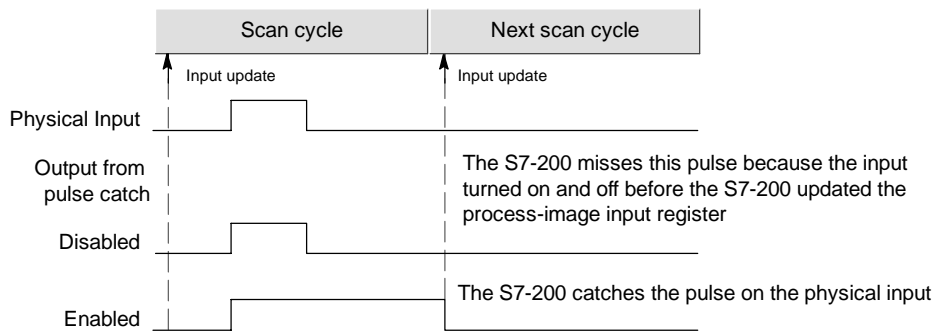 Scan cycle
Next scan cycle
Input update
Input update
Physical Input
Output from
pulse catch
The S7-200 misses this pulse because the input
turned on and off before the S7-200 updated the
process-image input register
Disabled
The S7-200 catches the pulse on the physical input
Enabled